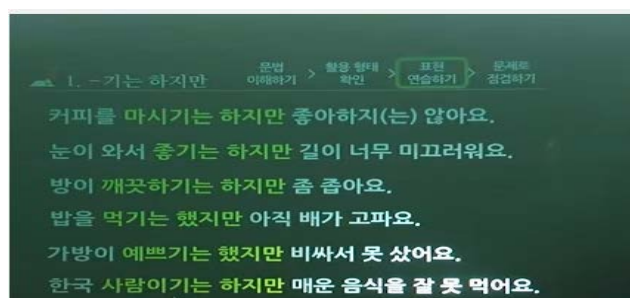 문법 이해하기 > 활용 형태 확인 > 표현 연습하기 > 문제로 점검하기
1. -기는 하지만
커피를 마시기는 하지만 좋아하지(는) 않아요.
눈이 와서 좋기는 하지만 길이 너무 미끄러워요.
방이 깨끗하기는 하지만 좀 좁아요.
밥을 먹기는 했지만 아직 배가 고파요.
가방이 예쁘기는 했지만 비싸서 못 샀어요.
한국 사람이기는 하지만 매운 음식을 잘 못 먹어요.